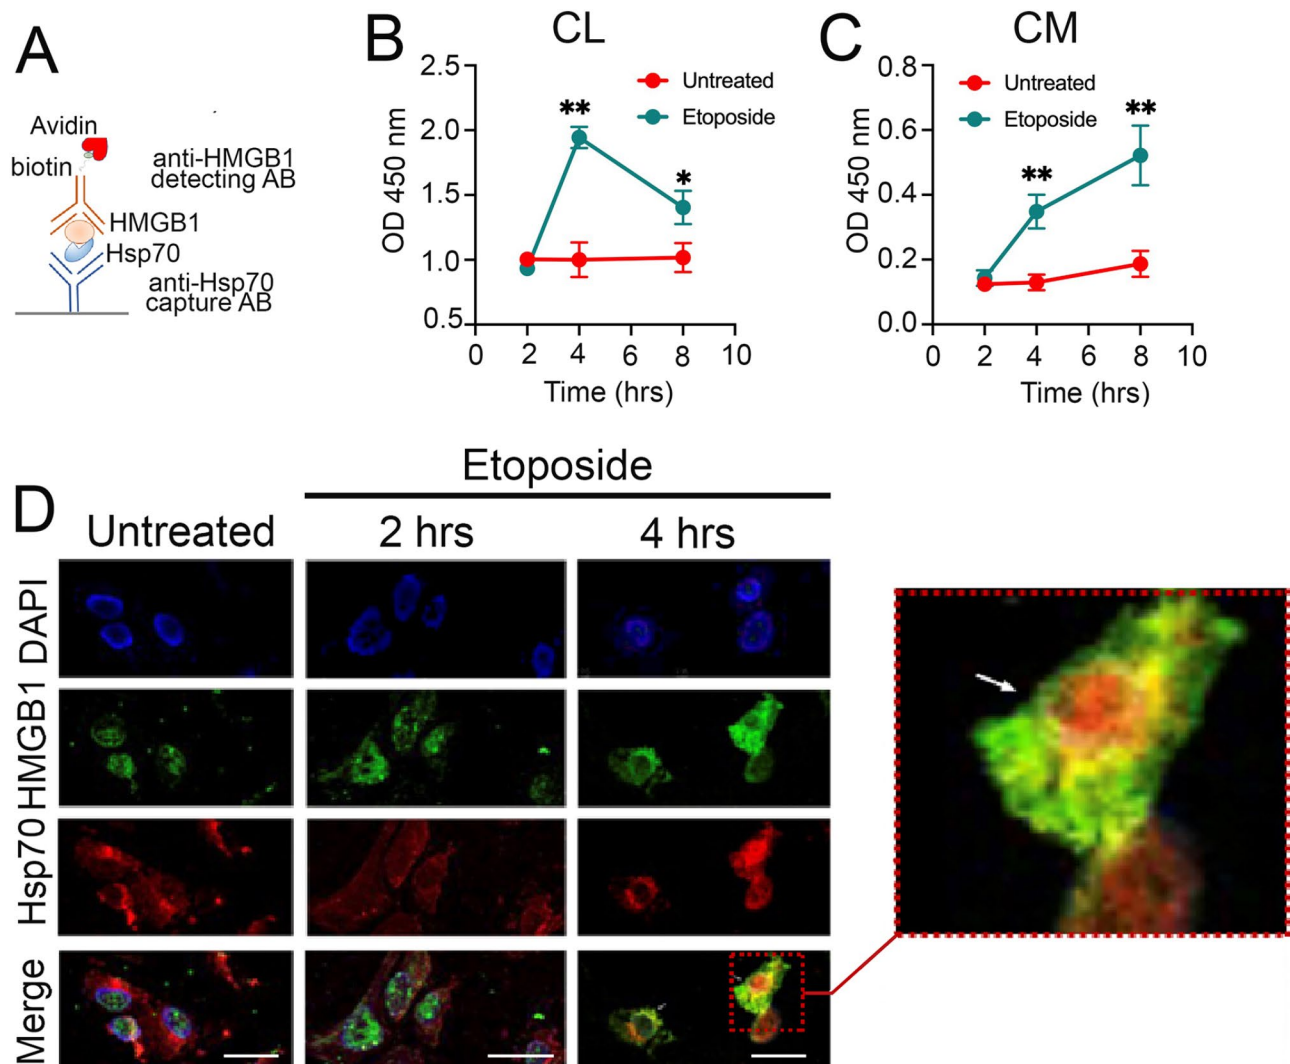 A
Avidin
biotin
anti-HMGB1
detecting AB
HMGB1
Hsp70
anti-Hsp70
capture AB
B
CL
2.5
2.0
1.5
1.0
0.5
OD 450 nm
Untreated
Etoposide
**
*
0 2 4 6 8 10
Time (hrs)
C
CM
0.8
0.6
0.4
0.2
0.0
OD 450 nm
Untreated
Etoposide
**
**
0 2 4 6 8 10
Time (hrs)
D
Etoposide
Untreated 2 hrs 4 hrs
DAPI
HMGB1
Hsp70
Merge